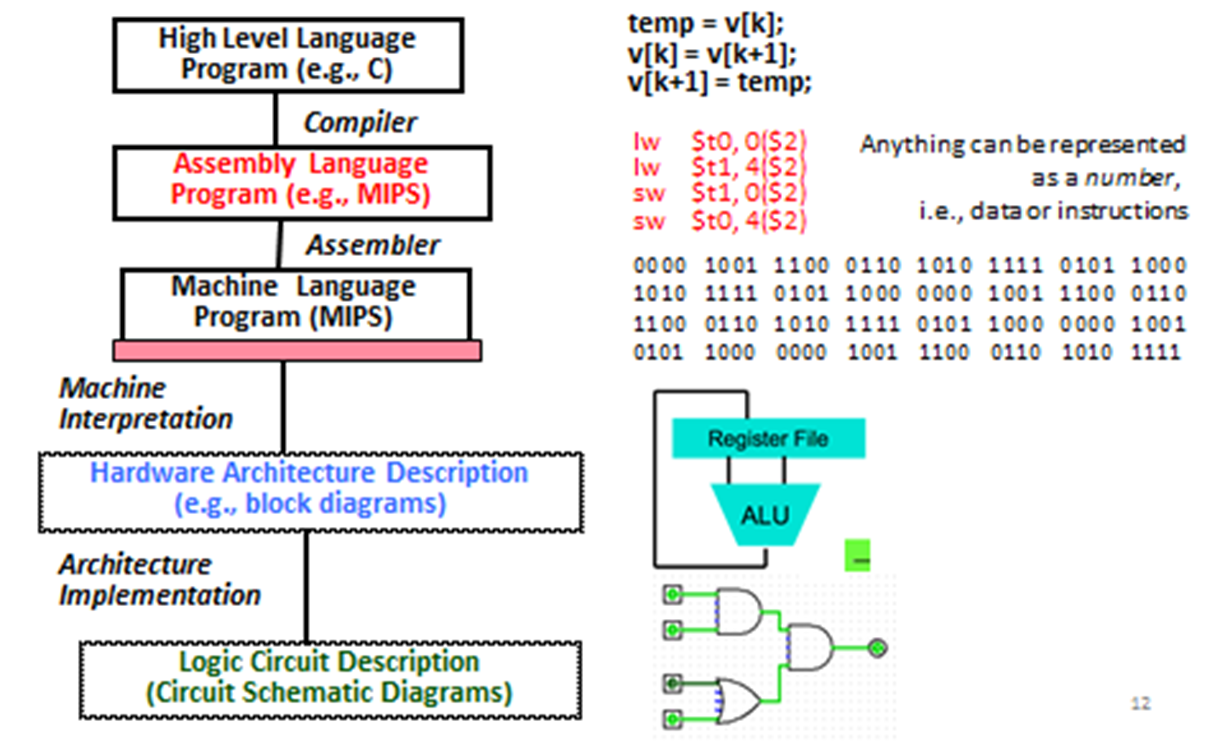 High Level Language
Program (e.g., C)
Compiler
Assembly Language
Program (e.g., MIPS)
Assembler
Machine Language
Program (MIPS)
Machine
Interpretation
Hardware Architecture Description
(e.g., block diagrams)
Architecture
Implementation
Logic Circuit Description
(Circuit Schematic Diagrams)
temp = v[k];
v[k] = v[k+1];
v[k+1] = temp;
lw $t0, 0($2)
lw $t1, 4($2)
sw $t1, 0($2)
sw $t0, 4($2)
Anything can be represented
as a number,
i.e., data or instructions
0000 1001 1100 0110 1010 1111 0101 1000
1010 1111 0101 1000 0000 1001 1100 0110
1100 0110 1010 1111 0101 1000 0000 1001
0101 1000 0000 1001 1100 0110 1010 1111
Register File
ALU
12